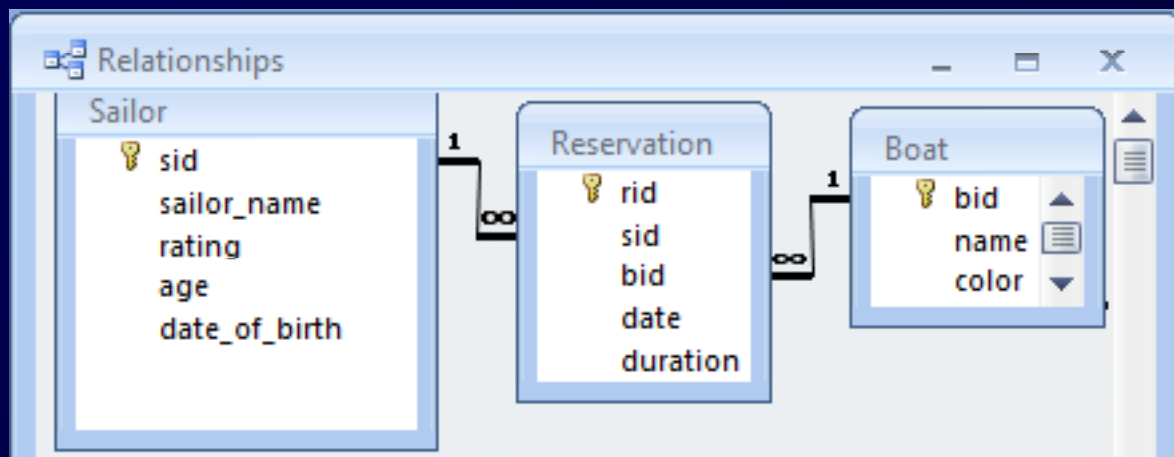 Relationships
Sailor
sid
sailor_name
rating
age
date_of_birth
1
∞
Reservation
rid
sid
bid
date
duration
1
∞
Boat
bid
name
color